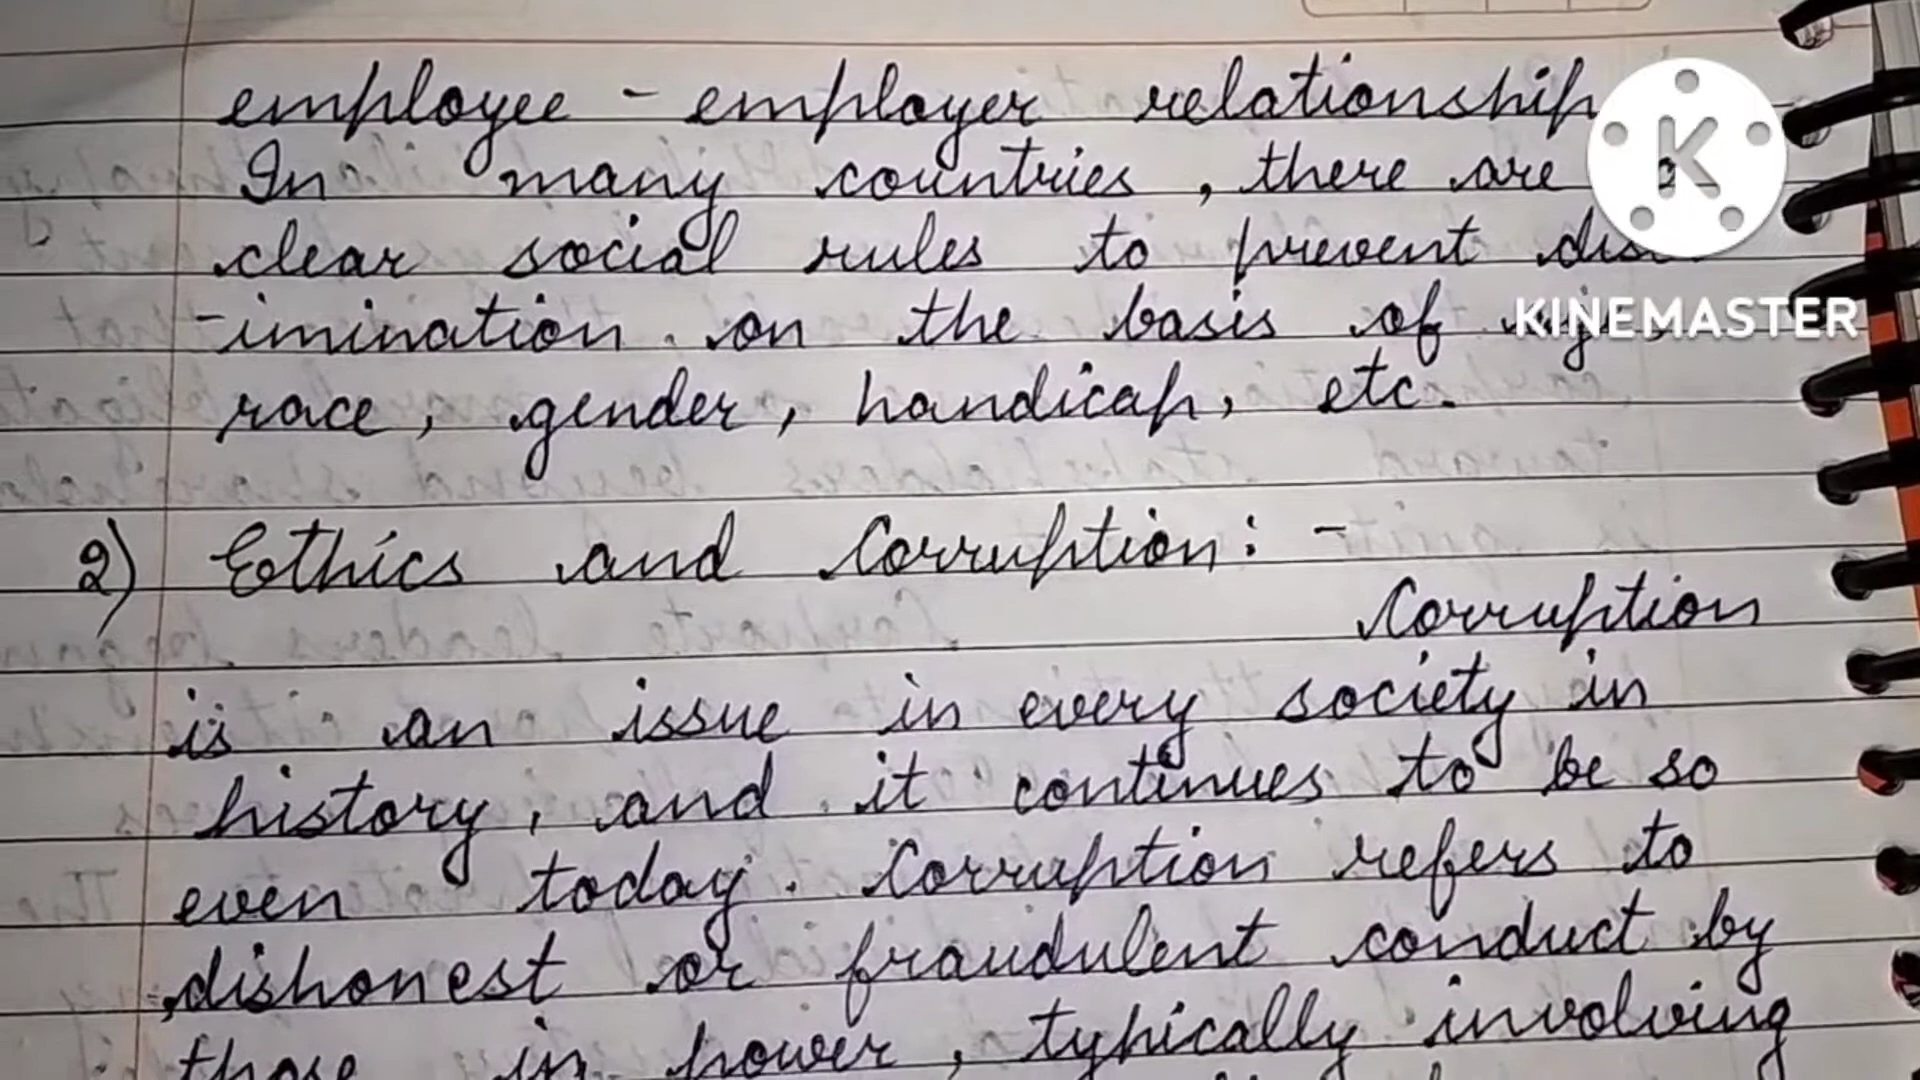 employee - employer relationship
In many countries, there are
clear social rules to prevent
-imination on the basis of
race, gender, handicap, etc.
2) Ethics and Corruption: -
Corruption
is an issue in every society in
history, and it continues to be so
even today. Corruption refers to
dishonest or fraudulent conduct by
those in power, typically involving
K
KINEMASTER